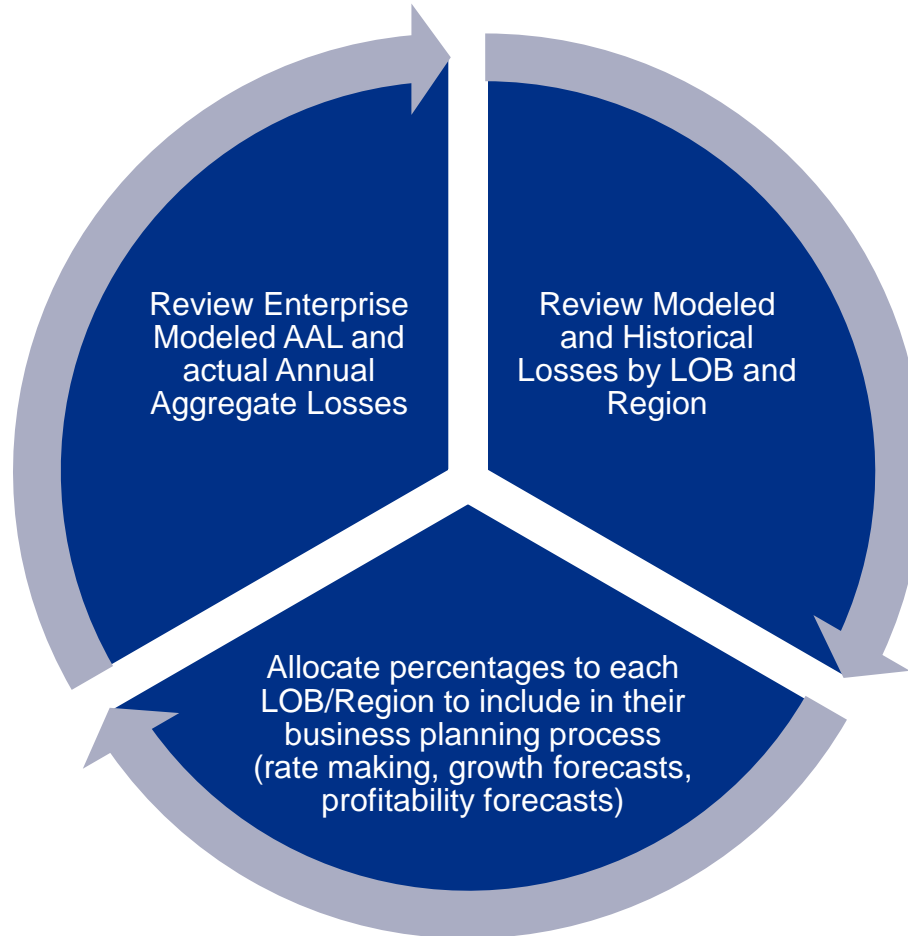 Review Enterprise
Modeled AAL and
actual Annual
Aggregate Losses
Review Modeled
and Historical
Losses by LOB and
Region
Allocate percentages to each
LOB/Region to include in their
business planning process
(rate making, growth forecasts,
profitability forecasts)